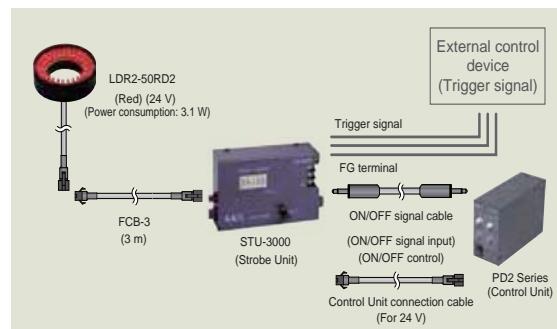 External control
device
(Trigger signal)
LDR2-50RD2
(Red) (24 V)
(Power consumption: 3.1 W)
Trigger signal
FG terminal
FCB-3
(3 m)
STU-3000
(Strobe Unit)
ON/OFF signal cable
(ON/OFF signal input)
(ON/OFF control)
PD2 Series
(Control Unit)
Control Unit connection cable
(For 24 V)